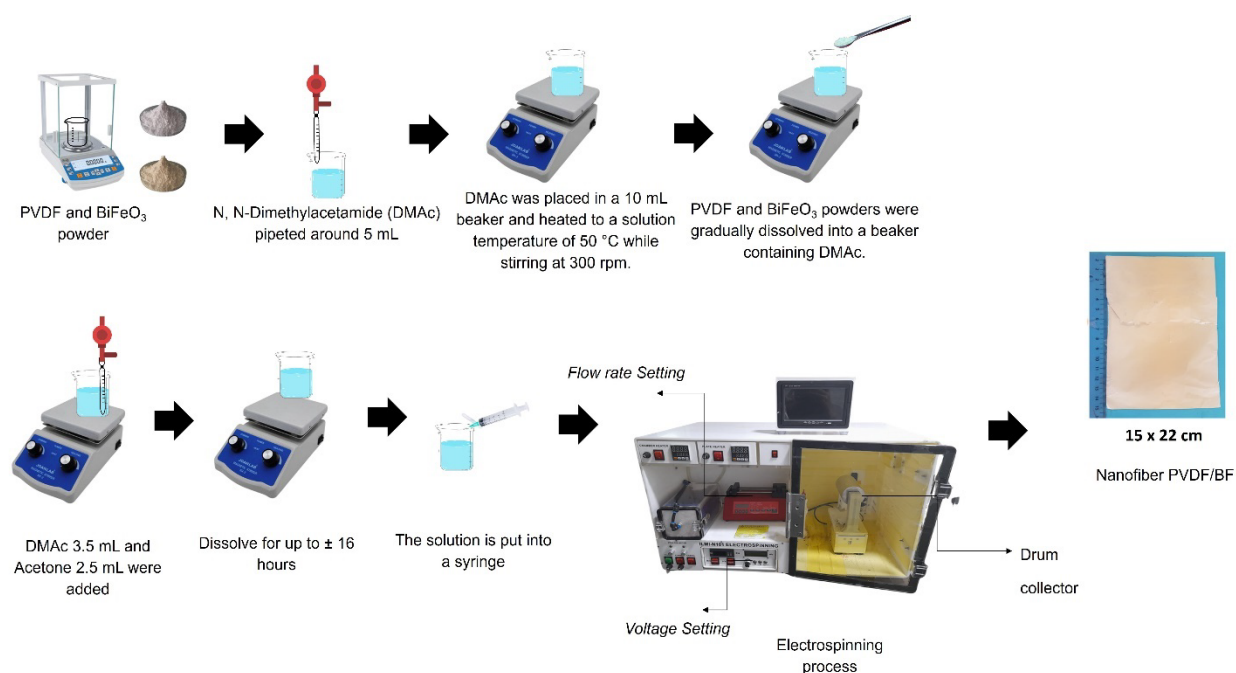 PVDF and BiFeO₃
powder
N, N-Dimethylacetamide (DMAc)
pipeted around 5 mL
DMAc was placed in a 10 mL
beaker and heated to a solution
temperature of 50 °C while
stirring at 300 rpm.
PVDF and BiFeO₃ powders were
gradually dissolved into a beaker
containing DMAc.
DMAc 3.5 mL and
Acetone 2.5 mL were
added
Dissolve for up to ± 16
hours
The solution is put into
a syringe
Flow rate Setting
Voltage Setting
Electrospinning
process
Drum
collector
15 x 22 cm
Nanofiber PVDF/BF